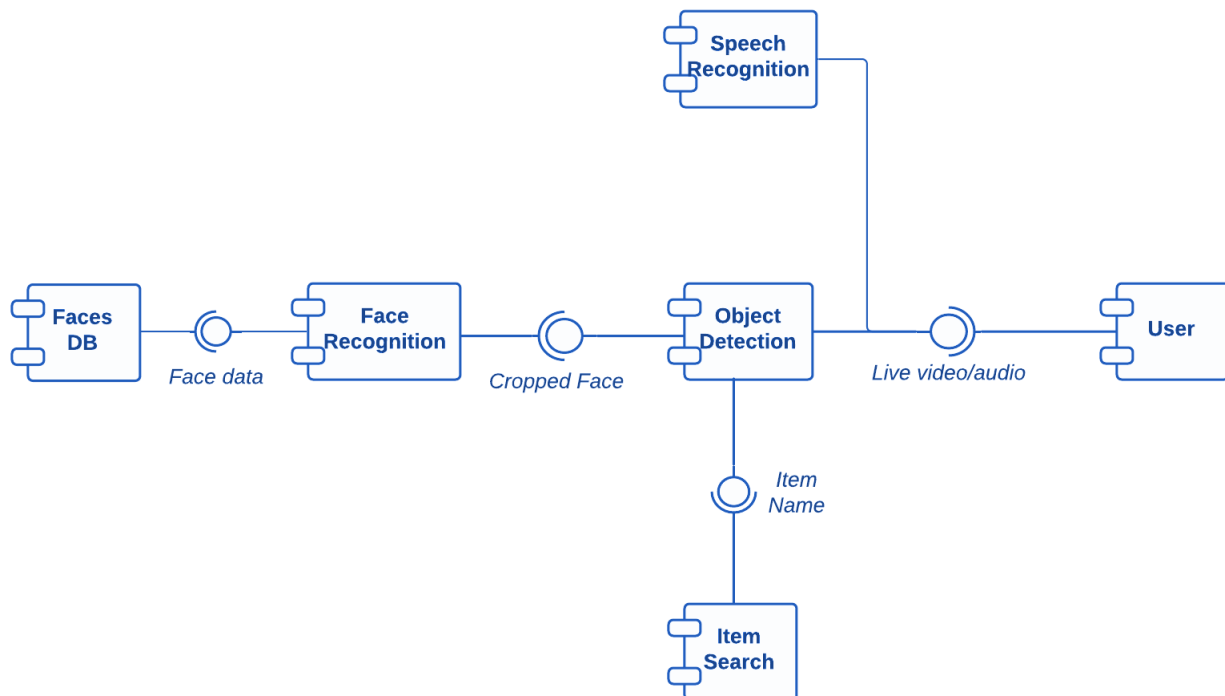 Speech
Recognition
Faces
DB
Face data
Face
Recognition
Cropped Face
Object
Detection
Live video/audio
User
Item
Name
Item
Search